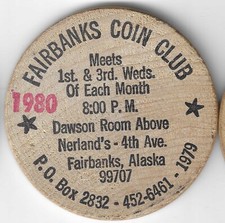 FAIRBANKS COIN CLUB
Meets
1st. & 3rd. Weds.
Of Each Month
1980
8:00 P.M.
Dawson Room Above
Nerland's - 4th Ave.
Fairbanks, Alaska
99707
P.O. Box 2832 - 452-6461 - 1979